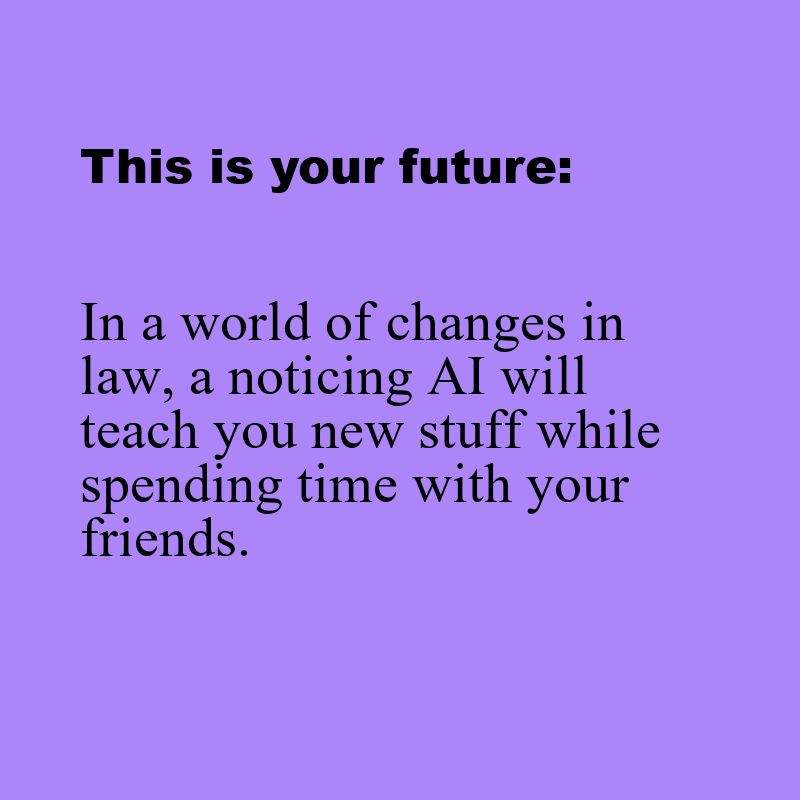 This is your future:
In a world of changes in
law, a noticing AI will
teach you new stuff while
spending time with your
friends.